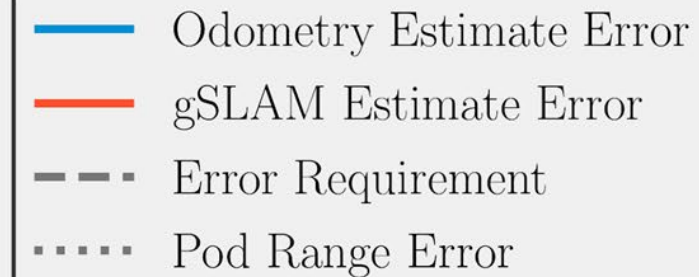 Odometry Estimate Error
gSLAM Estimate Error
Error Requirement
Pod Range Error